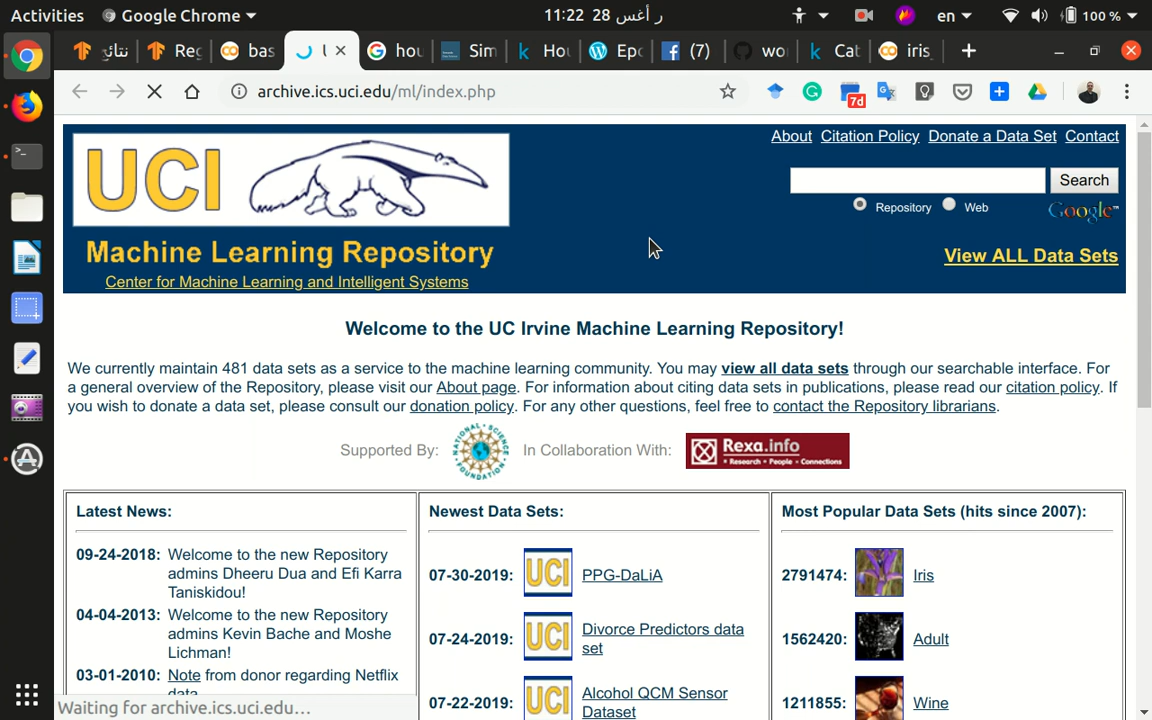 Activities Google Chrome ر أغس 28 11:22 en 100 %
نتائج Reg bas hou Sim Hou Epo (7) wo Cat iris
archive.ics.uci.edu/ml/index.php 7d
UCI
Machine Learning Repository
Center for Machine Learning and Intelligent Systems
About Citation Policy Donate a Data Set Contact
Search
Repository Web Google™
View ALL Data Sets
Welcome to the UC Irvine Machine Learning Repository!
We currently maintain 481 data sets as a service to the machine learning community. You may view all data sets through our searchable interface. For
a general overview of the Repository, please visit our About page. For information about citing data sets in publications, please read our citation policy. If
you wish to donate a data set, please consult our donation policy. For any other questions, feel free to contact the Repository librarians.
Supported By: NATIONAL SCIENCE FOUNDATION In Collaboration With: Rexa.info
• Research • People • Connections
Latest News:
09-24-2018: Welcome to the new Repository
admins Dheeru Dua and Efi Karra
Taniskidou!
04-04-2013: Welcome to the new Repository
admins Kevin Bache and Moshe
Lichman!
03-01-2010: Note from donor regarding Netflix
data
Newest Data Sets:
07-30-2019: UCI PPG-DaLiA
07-24-2019: UCI Divorce Predictors data
set
07-22-2019: UCI Alcohol QCM Sensor
Dataset
Most Popular Data Sets (hits since 2007):
2791474: Iris
1562420: Adult
1211855: Wine
Waiting for archive.ics.uci.edu…